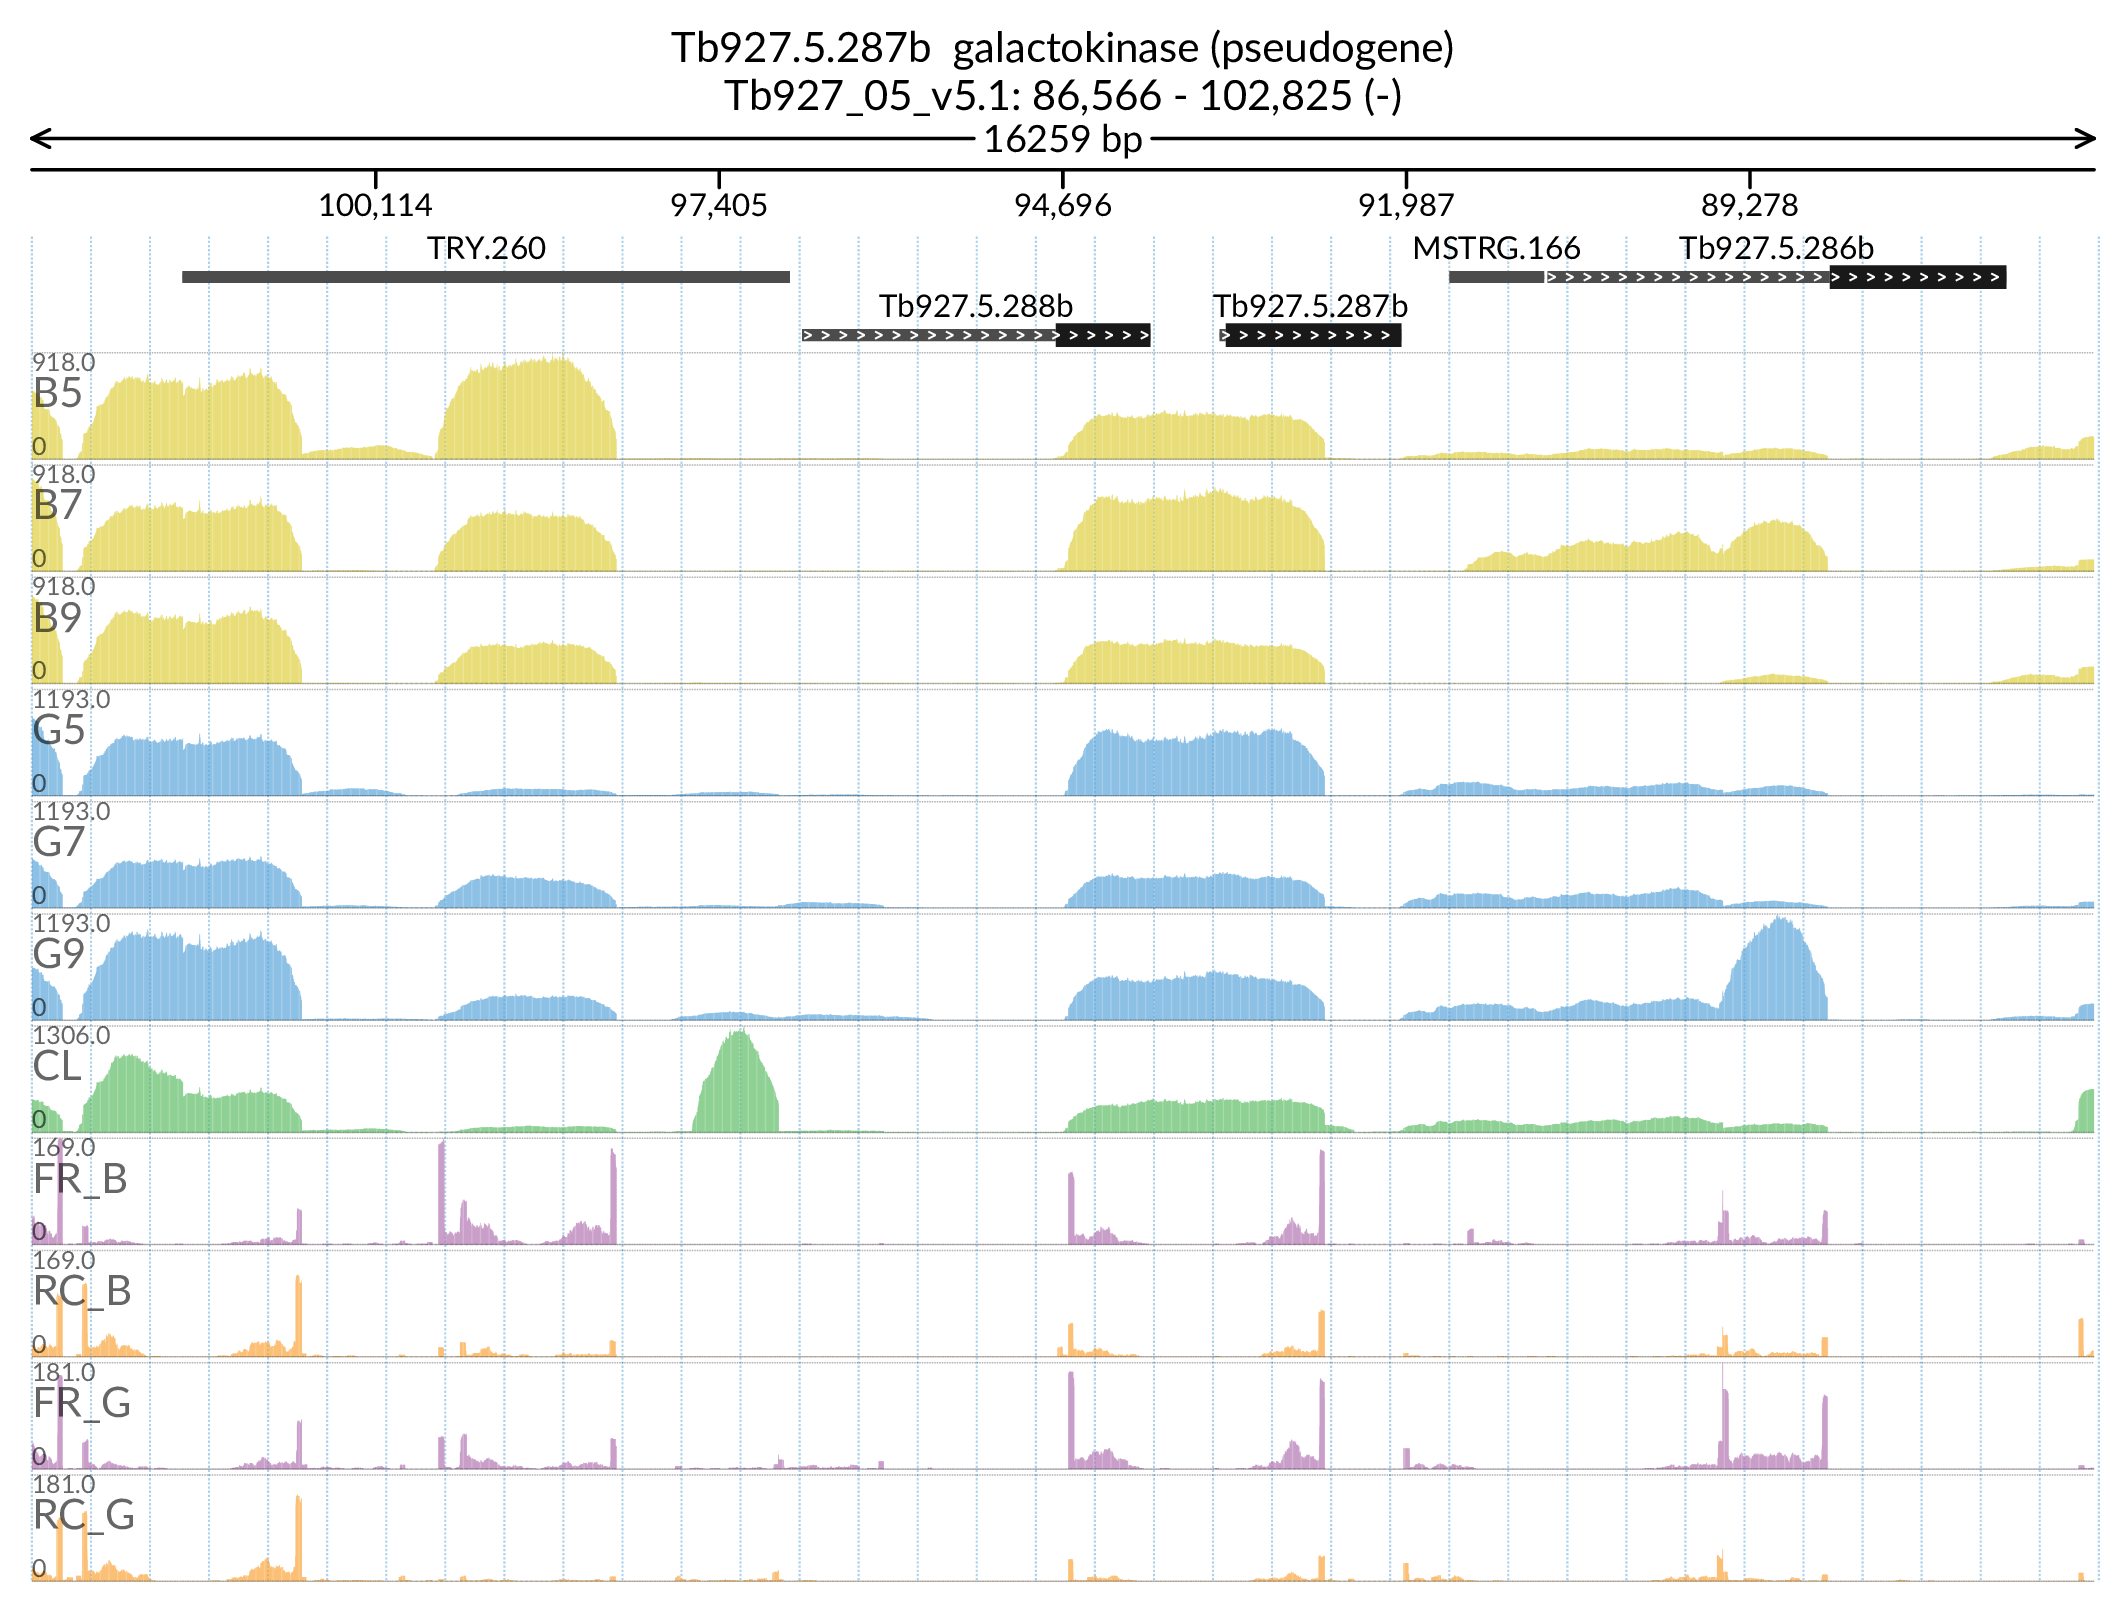 Tb927.5.287b galactokinase (pseudogene)
Tb927_05_v5.1: 86,566 - 102,825 (-)
16259 bp
100,114 97,405 94,696 91,987 89,278
TRY.260 MSTRG.166 Tb927.5.286b
Tb927.5.288b Tb927.5.287b
918.0
B5
0
918.0
B7
0
918.0
B9
0
1193.0
G5
0
1193.0
G7
0
1193.0
G9
0
1306.0
CL
0
169.0
FR_B
0
169.0
RC_B
0
181.0
FR_G
0
181.0
RC_G
0